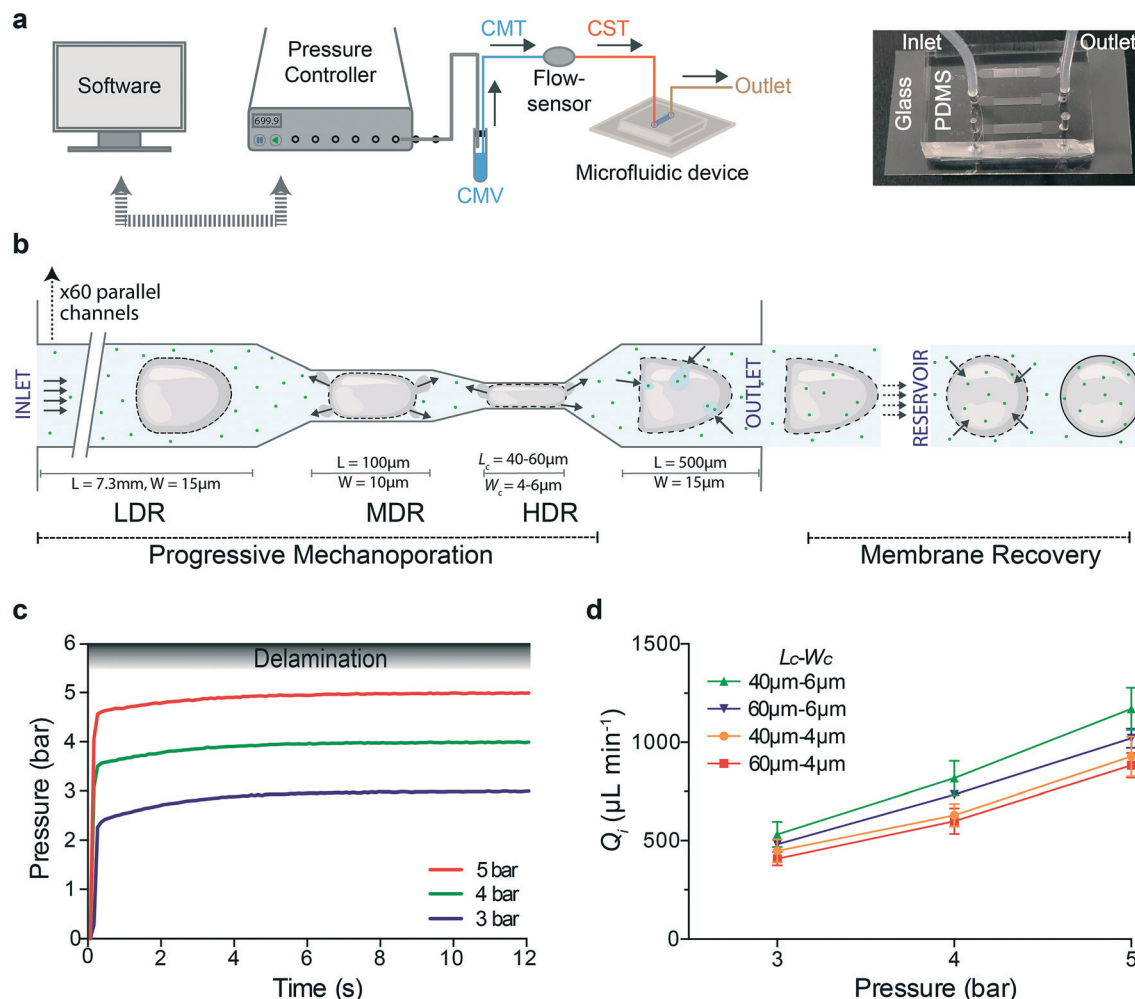 a
Software
Pressure
Controller
699.9
CMT
CST
Flow-
sensor
Outlet
CMV
Microfluidic device
Inlet
Outlet
Glass
PDMS
b
x60 parallel
channels
INLET
OUTLET
RESERVOIR
L = 7.3mm, W = 15µm
L = 100µm
W = 10µm
Lc = 40-60µm
Wc = 4-6µm
L = 500µm
W = 15µm
LDR
MDR
HDR
Progressive Mechanoporation
Membrane Recovery
c
Delamination
6
5
4
3
2
1
0
Pressure (bar)
5 bar
4 bar
3 bar
0
2
4
6
8
10
12
Time (s)
d
1500
1000
500
0
Qi (µL min-1)
Lc-Wc
40µm-6µm
60µm-6µm
40µm-4µm
60µm-4µm
3
4
5
Pressure (bar)